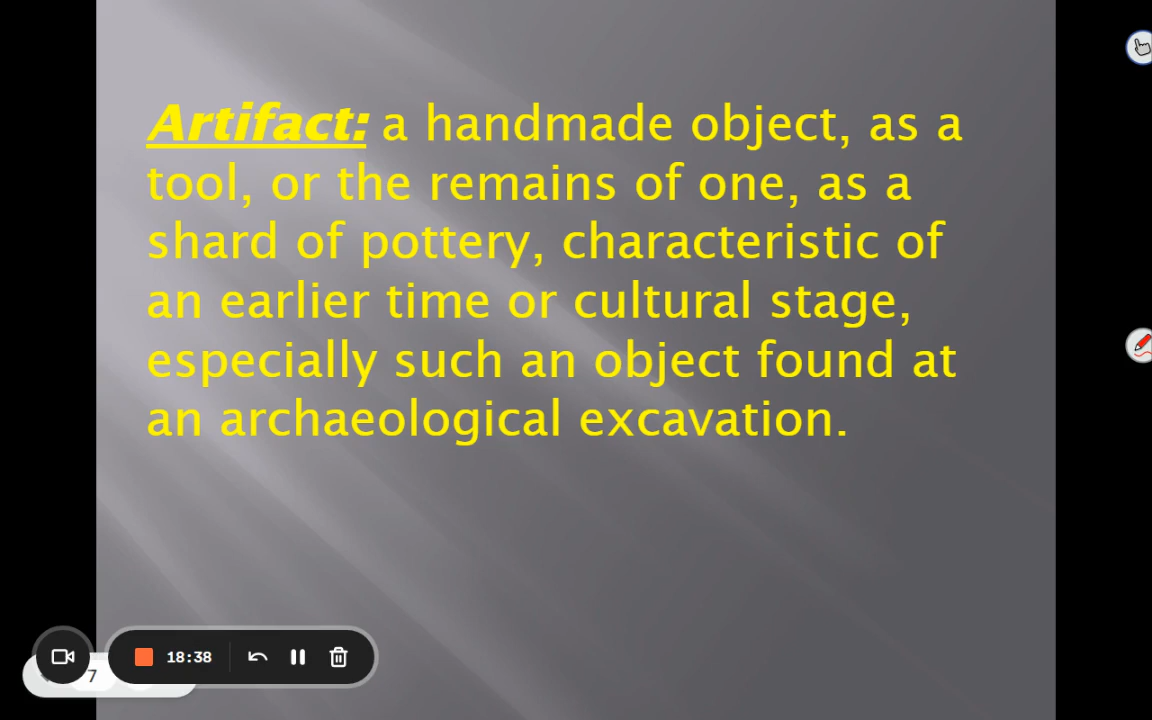 Artifact: a handmade object, as a
tool, or the remains of one, as a
shard of pottery, characteristic of
an earlier time or cultural stage,
especially such an object found at
an archaeological excavation.
18:38
7